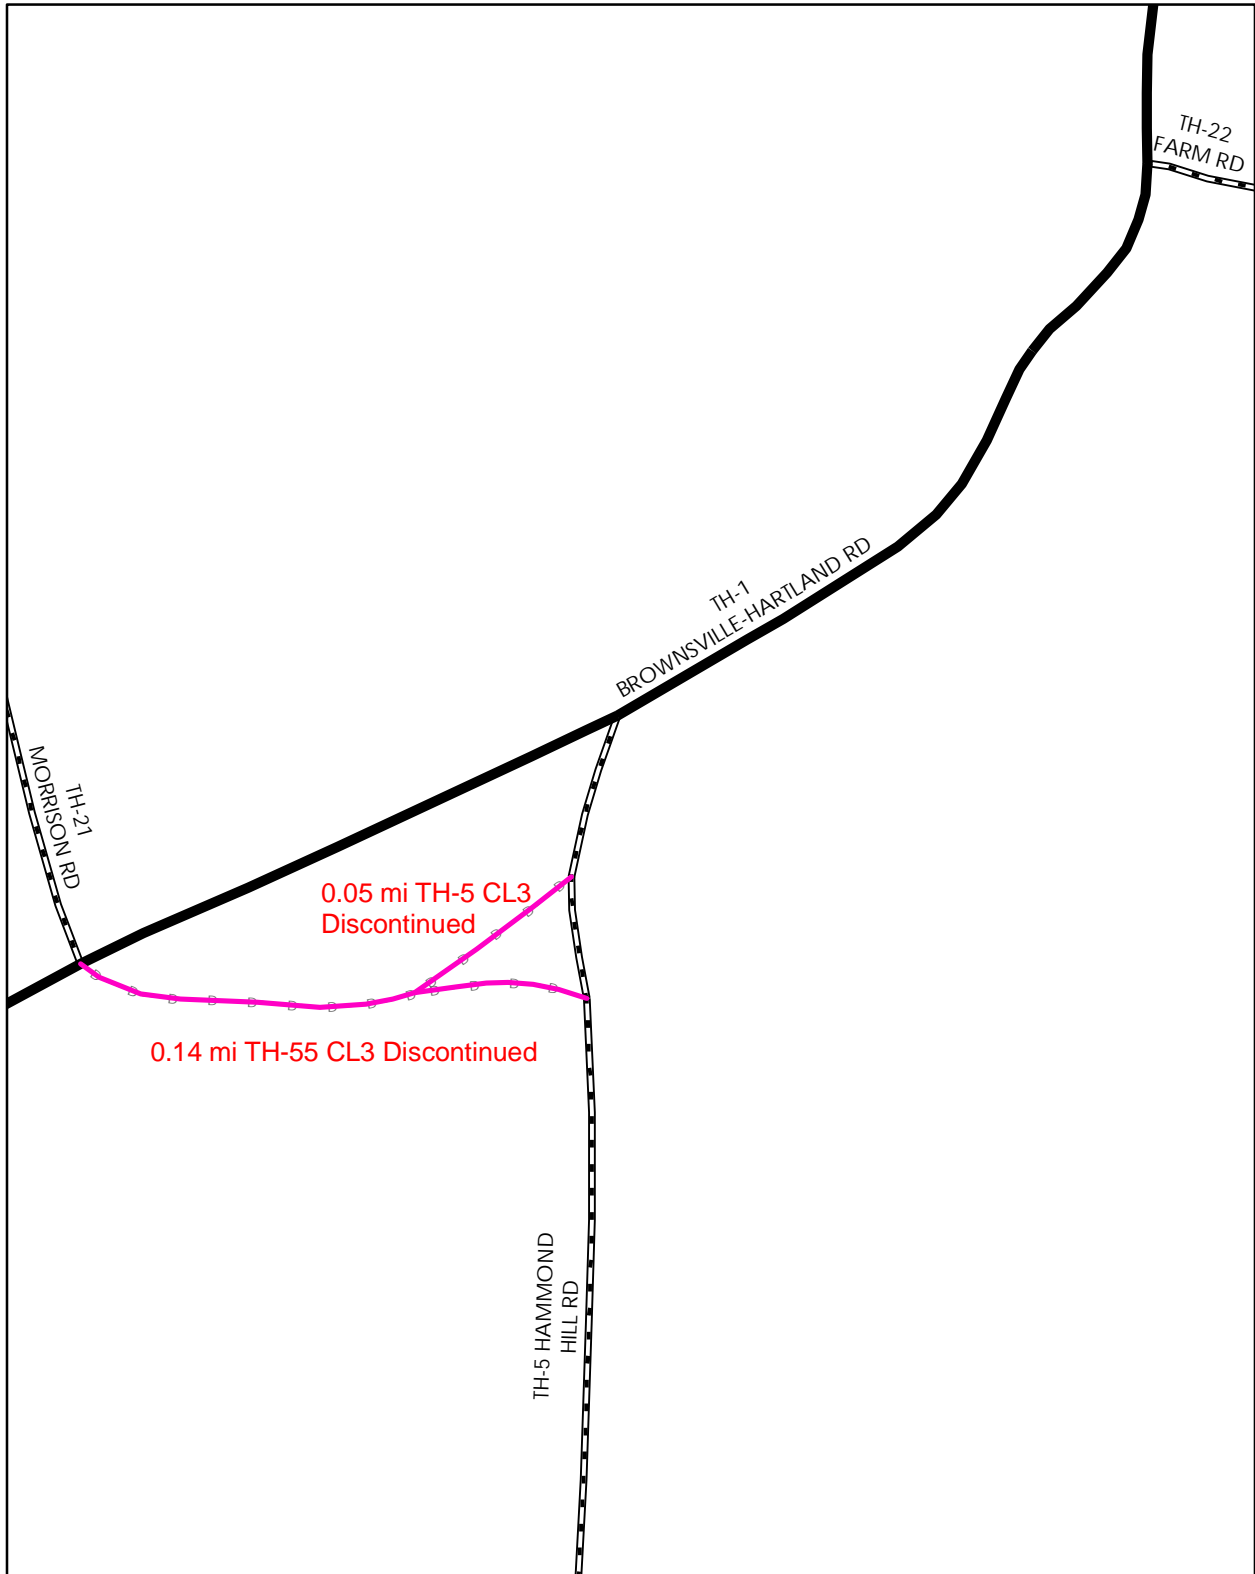 TH-22
FARM RD
TH-1
BROWNSVILLE-HARTLAND RD
TH-21
MORRISON RD
0.05 mi TH-5 CL3
Discontinued
0.14 mi TH-55 CL3 Discontinued
TH-5 HAMMOND
HILL RD
D D D D D D D D D D D D D D
D D D D D